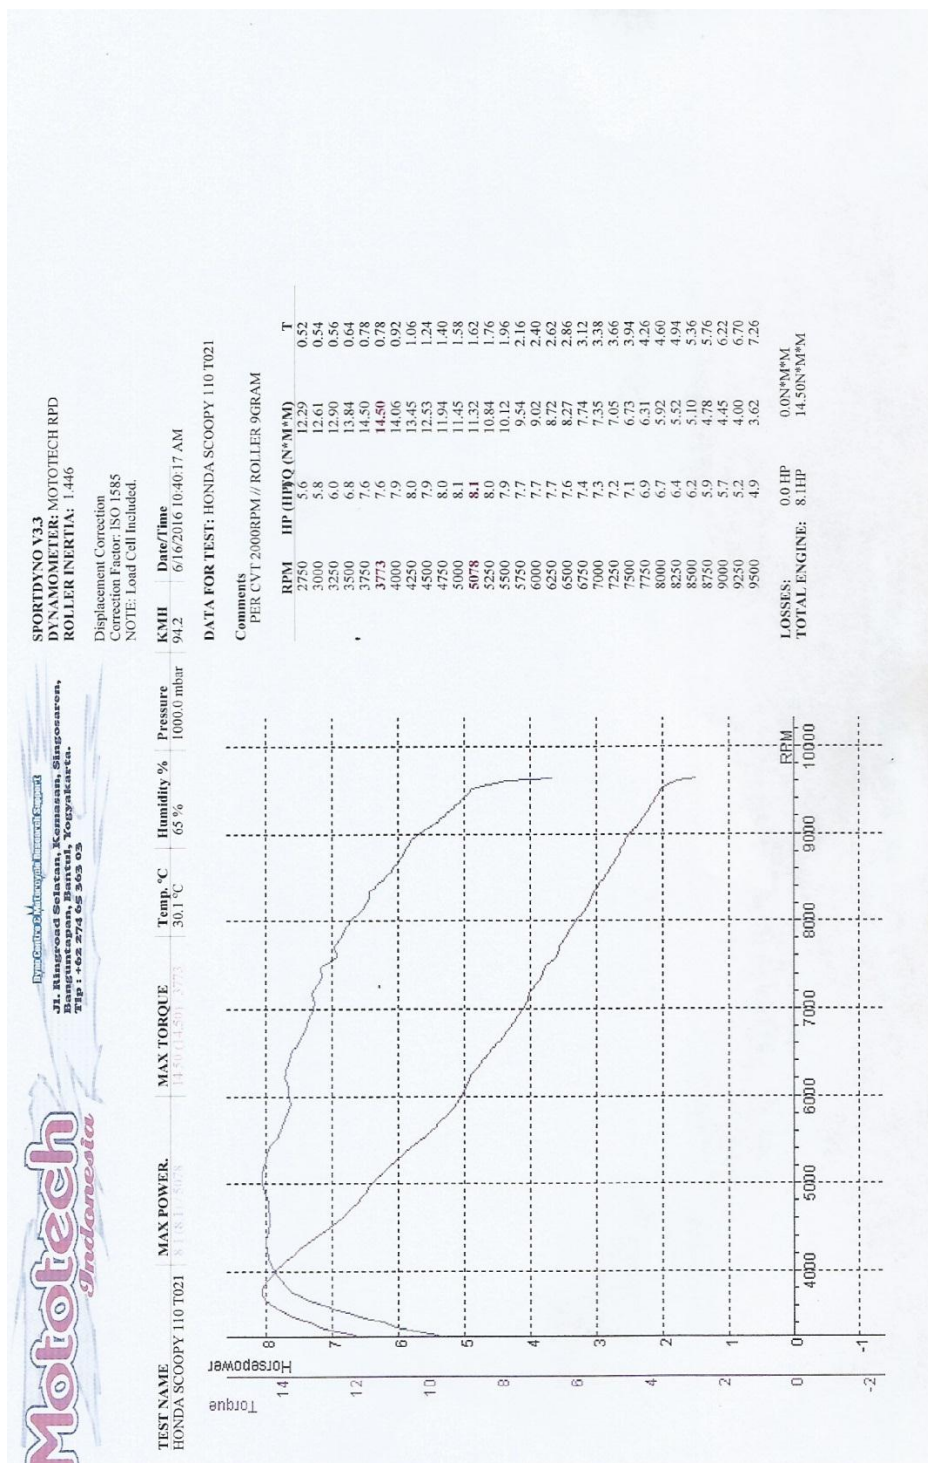 Mototech
Indonesia
Dyno Centre & Motorcycle Research Support
Jl. Ringroad Selatan, Kemasan, Singosaren,
Banguntapan, Bantul, Yogyakarta.
Tlp : +62 274 65 363 03
SPORTDYNO V3.3
DYNAMOMETER: MOTOTECH RPD
ROLLER INERTIA: 1.446
Displacement Correction
Correction Factor: ISO 1585
NOTE: Load Cell Included.
TEST NAME MAX POWER. MAX TORQUE Temp. °C Humidity % Pressure KMH Date/Time
HONDA SCOOPY 110 T021 8.1 (8.1) / 5078 14.50 (14.50) / 3773 30.1 °C 65 % 1000.0 mbar 94.2 6/16/2016 10:40:17 AM
DATA FOR TEST: HONDA SCOOPY 110 T021
Comments
PER CVT 2000RPM // ROLLER 9GRAM
RPM HP (HP) TQ (N*M*M) T
2750 5.6 12.29 0.52
3000 5.8 12.61 0.54
3250 6.0 12.90 0.56
3500 6.8 13.84 0.64
3750 7.6 14.50 0.78
3773 7.6 14.50 0.78
4000 7.9 14.06 0.92
4250 8.0 13.45 1.06
4500 7.9 12.53 1.24
4750 8.0 11.94 1.40
5000 8.1 11.45 1.58
5078 8.1 11.32 1.62
5250 8.0 10.84 1.76
5500 7.9 10.12 1.96
5750 7.7 9.54 2.16
6000 7.7 9.02 2.40
6250 7.7 8.72 2.62
6500 7.6 8.27 2.86
6750 7.4 7.74 3.12
7000 7.3 7.35 3.38
7250 7.2 7.05 3.66
7500 7.1 6.73 3.94
7750 6.9 6.31 4.26
8000 6.7 5.92 4.60
8250 6.4 5.52 4.94
8500 6.2 5.10 5.36
8750 5.9 4.78 5.76
9000 5.7 4.45 6.22
9250 5.2 4.00 6.70
9500 4.9 3.62 7.26
LOSSES: 0.0 HP 0.0N*M*M
TOTAL ENGINE: 8.1HP 14.50N*M*M
Torque
14
12
10
8
6
4
2
0
-2
Horsepower
8
7
6
5
4
3
2
1
0
-1
4000 5000 6000 7000 8000 9000 10000
RPM